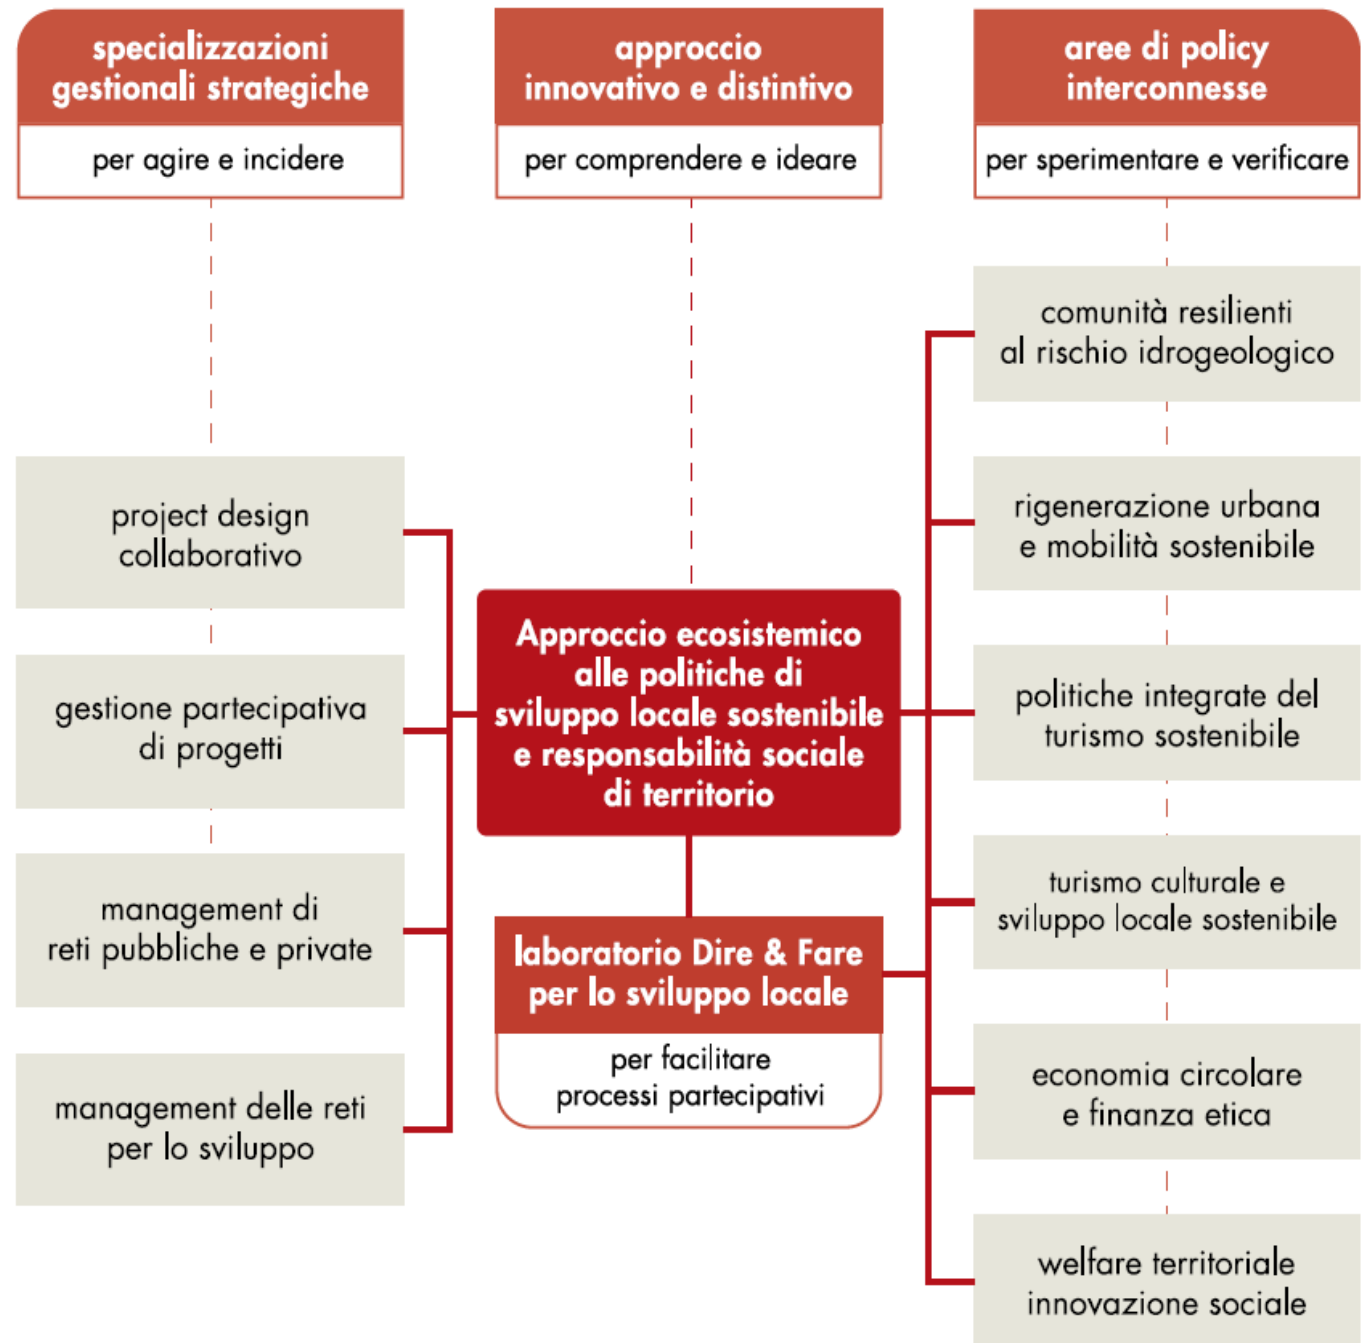 specializzazioni
gestionali strategiche
per agire e incidere
approccio
innovativo e distintivo
per comprendere e ideare
aree di policy
interconnesse
per sperimentare e verificare
project design
collaborativo
gestione partecipativa
di progetti
management di
reti pubbliche e private
management delle reti
per lo sviluppo
Approccio ecosistemico
alle politiche di
sviluppo locale sostenibile
e responsabilità sociale
di territorio
laboratorio Dire & Fare
per lo sviluppo locale
per facilitare
processi partecipativi
comunità resilienti
al rischio idrogeologico
rigenerazione urbana
e mobilità sostenibile
politiche integrate del
turismo sostenibile
turismo culturale e
sviluppo locale sostenibile
economia circolare
e finanza etica
welfare territoriale
innovazione sociale